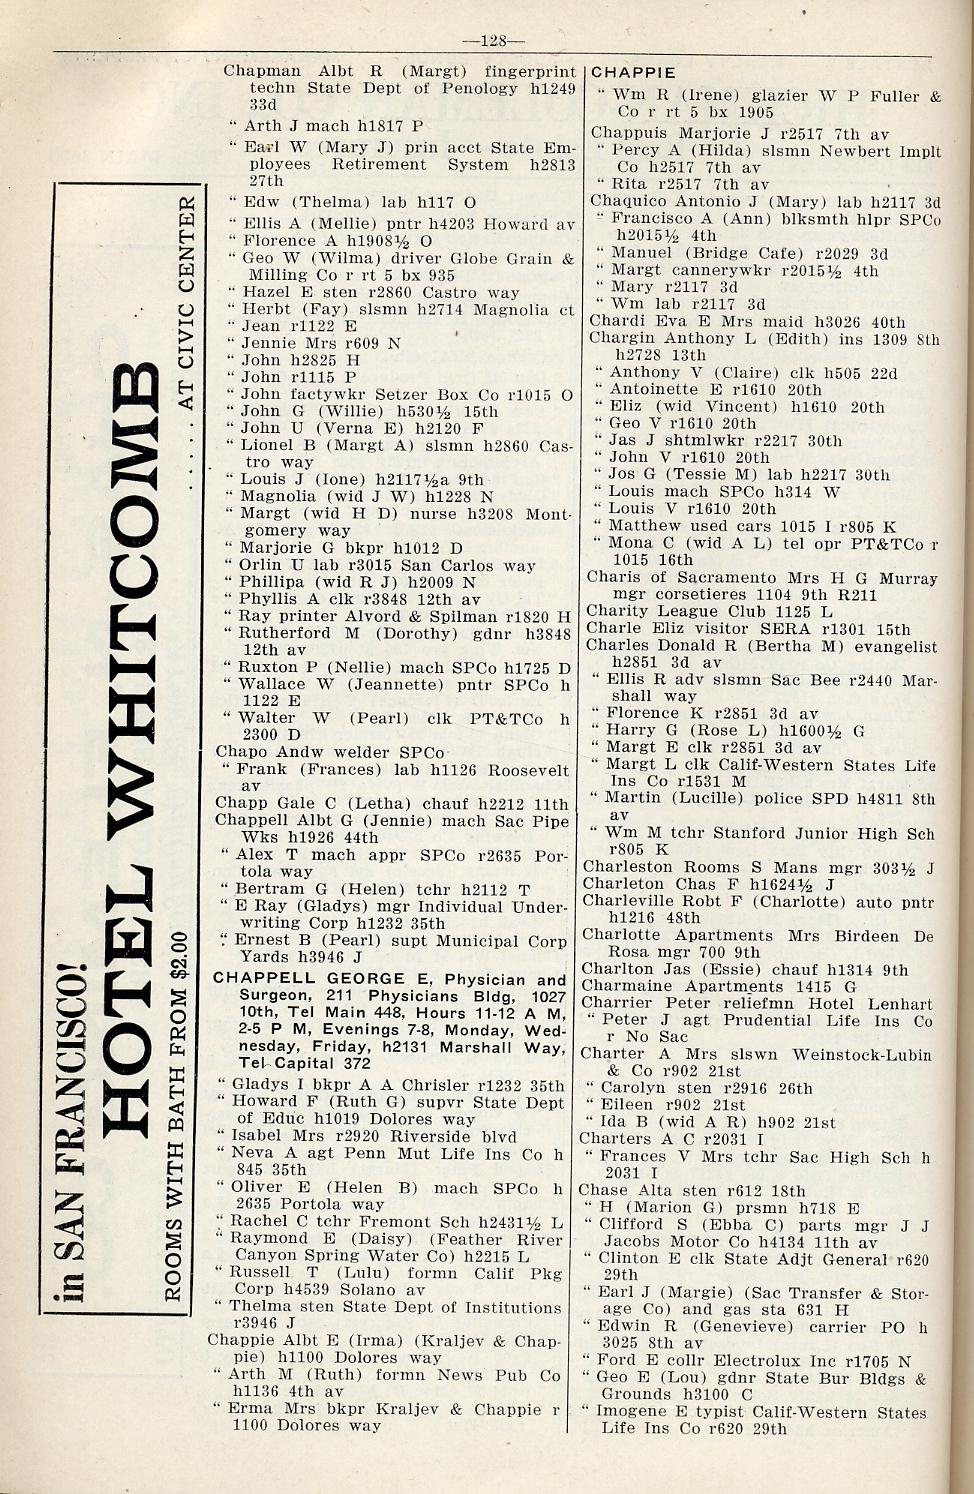 —128—
in SAN FRANCISCO!
HOTEL WHITCOMB
ROOMS WITH BATH FROM $2.00 ...... AT CIVIC CENTER
Chapman Albt R (Margt) fingerprint
techn State Dept of Penology h1249
33d
" Arth J mach h1817 P
" Earl W (Mary J) prin acct State Em-
ployees Retirement System h2813
27th
" Edw (Thelma) lab h117 O
" Ellis A (Mellie) pntr h4203 Howard av
" Florence A h1908½ O
" Geo W (Wilma) driver Globe Grain &
Milling Co r rt 5 bx 935
" Hazel E sten r2860 Castro way
" Herbt (Fay) slsmn h2714 Magnolia ct
" Jean r1122 E
" Jennie Mrs r609 N
" John h2825 H
" John r1115 P
" John factywkr Setzer Box Co r1015 O
" John G (Willie) h530½ 15th
" John U (Verna E) h2120 F
" Lionel B (Margt A) slsmn h2860 Cas-
tro way
" Louis J (Ione) h2117½a 9th
" Magnolia (wid J W) h1228 N
" Margt (wid H D) nurse h3208 Mont-
gomery way
" Marjorie G bkpr h1012 D
" Orlin U lab r3015 San Carlos way
" Phillipa (wid R J) h2009 N
" Phyllis A clk r3848 12th av
" Ray printer Alvord & Spilman r1820 H
" Rutherford M (Dorothy) gdnr h3848
12th av
" Ruxton P (Nellie) mach SPCo h1725 D
" Wallace W (Jeannette) pntr SPCo h
1122 E
" Walter W (Pearl) clk PT&TCo h
2300 D
Chapo Andw welder SPCo
" Frank (Frances) lab h1126 Roosevelt
av
Chapp Gale C (Letha) chauf h2212 11th
Chappell Albt G (Jennie) mach Sac Pipe
Wks h1926 44th
" Alex T mach appr SPCo r2635 Por-
tola way
" Bertram G (Helen) tchr h2112 T
" E Ray (Gladys) mgr Individual Under-
writing Corp h1232 35th
" Ernest B (Pearl) supt Municipal Corp
Yards h3946 J
CHAPPELL GEORGE E, Physician and
Surgeon, 211 Physicians Bldg, 1027
10th, Tel Main 448, Hours 11-12 A M,
2-5 P M, Evenings 7-8, Monday, Wed-
nesday, Friday, h2131 Marshall Way,
Tel Capital 372
" Gladys I bkpr A A Chrisler r1232 35th
" Howard F (Ruth G) supvr State Dept
of Educ h1019 Dolores way
" Isabel Mrs r2920 Riverside blvd
" Neva A agt Penn Mut Life Ins Co h
845 35th
" Oliver E (Helen B) mach SPCo h
2635 Portola way
" Rachel C tchr Fremont Sch h2431½ L
" Raymond E (Daisy) (Feather River
Canyon Spring Water Co) h2215 L
" Russell T (Lulu) formn Calif Pkg
Corp h4539 Solano av
" Thelma sten State Dept of Institutions
r3946 J
Chappie Albt E (Irma) (Kraljev & Chap-
pie) h1100 Dolores way
" Arth M (Ruth) formn News Pub Co
h1136 4th av
" Erma Mrs bkpr Kraljev & Chappie r
1100 Dolores way
CHAPPIE
" Wm R (Irene) glazier W P Fuller &
Co r rt 5 bx 1905
Chappuis Marjorie J r2517 7th av
" Percy A (Hilda) slsmn Newbert Implt
Co h2517 7th av
" Rita r2517 7th av
Chaquico Antonio J (Mary) lab h2117 3d
" Francisco A (Ann) blksmth hlpr SPCo
h2015½ 4th
" Manuel (Bridge Cafe) r2029 3d
" Margt cannerywkr r2015½ 4th
" Mary r2117 3d
" Wm lab r2117 3d
Chardi Eva E Mrs maid h3026 40th
Chargin Anthony L (Edith) ins 1309 8th
h2728 13th
" Anthony V (Claire) clk h505 22d
" Antoinette E r1610 20th
" Eliz (wid Vincent) h1610 20th
" Geo V r1610 20th
" Jas J shtmlwkr r2217 30th
" John V r1610 20th
" Jos G (Tessie M) lab h2217 30th
" Louis mach SPCo h314 W
" Louis V r1610 20th
" Matthew used cars 1015 I r805 K
" Mona C (wid A L) tel opr PT&TCo r
1015 16th
Charis of Sacramento Mrs H G Murray
mgr corsetieres 1104 9th R211
Charity League Club 1125 L
Charle Eliz visitor SERA r1301 15th
Charles Donald R (Bertha M) evangelist
h2851 3d av
" Ellis R adv slsmn Sac Bee r2440 Mar-
shall way
" Florence K r2851 3d av
" Harry G (Rose L) h1600½ G
" Margt E clk r2851 3d av
" Margt L clk Calif-Western States Life
Ins Co r1531 M
" Martin (Lucille) police SPD h4811 8th
av
" Wm M tchr Stanford Junior High Sch
r805 K
Charleston Rooms S Mans mgr 303½ J
Charleton Chas F h1624½ J
Charleville Robt F (Charlotte) auto pntr
h1216 48th
Charlotte Apartments Mrs Birdeen De
Rosa mgr 700 9th
Charlton Jas (Essie) chauf h1314 9th
Charmaine Apartments 1415 G
Charrier Peter reliefmn Hotel Lenhart
" Peter J agt Prudential Life Ins Co
r No Sac
Charter A Mrs slswn Weinstock-Lubin
& Co r902 21st
" Carolyn sten r2916 26th
" Eileen r902 21st
" Ida B (wid A R) h902 21st
Charters A C r2031 I
" Frances V Mrs tchr Sac High Sch h
2031 I
Chase Alta sten r612 18th
" H (Marion G) prsmn h718 E
" Clifford S (Ebba C) parts mgr J J
Jacobs Motor Co h4134 11th av
" Clinton E clk State Adjt General r620
29th
" Earl J (Margie) (Sac Transfer & Stor-
age Co) and gas sta 631 H
" Edwin R (Genevieve) carrier PO h
3025 8th av
" Ford E collr Electrolux Inc r1705 N
" Geo E (Lou) gdnr State Bur Bldgs &
Grounds h3100 C
" Imogene E typist Calif-Western States
Life Ins Co r620 29th